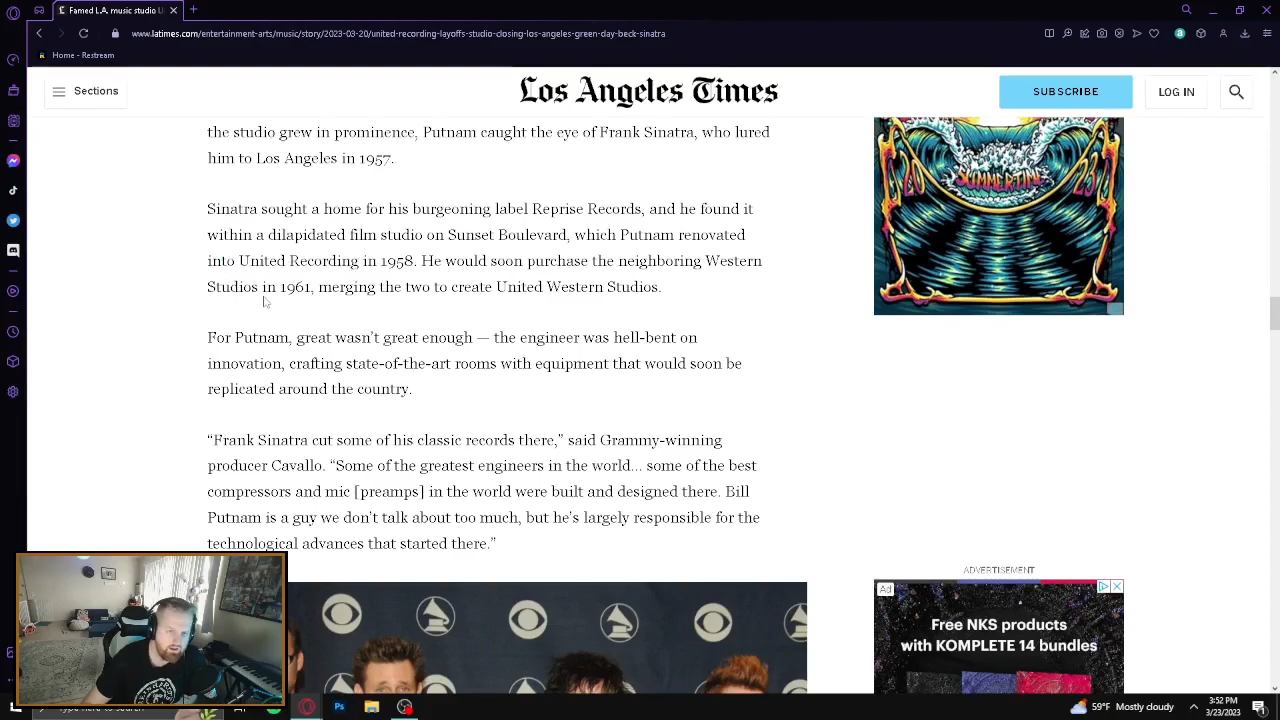 www.l
www.latimes.com/entertainment-arts/music/story/2023-03-23/united-recording-layoffs-studio-closing-los-angeles-green-day-beck-sinatra
Home - Restream
Sections
Los Angeles Times
SUBSCRIBE
LOG IN
the studio grew in prominence, Putnam caught the eye of Frank Sinatra, who lured
him to Los Angeles in 1957.
Sinatra sought a home for his burgeoning label Reprise Records, and he found it
within a dilapidated film studio on Sunset Boulevard, which Putnam renovated
into United Recording in 1958. He would soon purchase the neighboring Western
Studios in 1961, merging the two to create United Western Studios.
For Putnam, great wasn’t great enough — the engineer was hell-bent on
innovation, crafting state-of-the-art rooms with equipment that would soon be
replicated around the country.
“Frank Sinatra cut some of his classic records there,” said Grammy-winning
producer Cavallo. “Some of the greatest engineers in the world... some of the best
compressors and mic [preamps] in the world were built and designed there. Bill
Putnam is a guy we don’t talk about too much, but he’s largely responsible for the
technological advances that started there.”
20 SUMMERTIME 23
ADVERTISEMENT
Ad
Free NKS products
with KOMPLETE 14 bundles
Type here to search
Ps
59°F Mostly cloudy
3:52 PM
3/23/2023